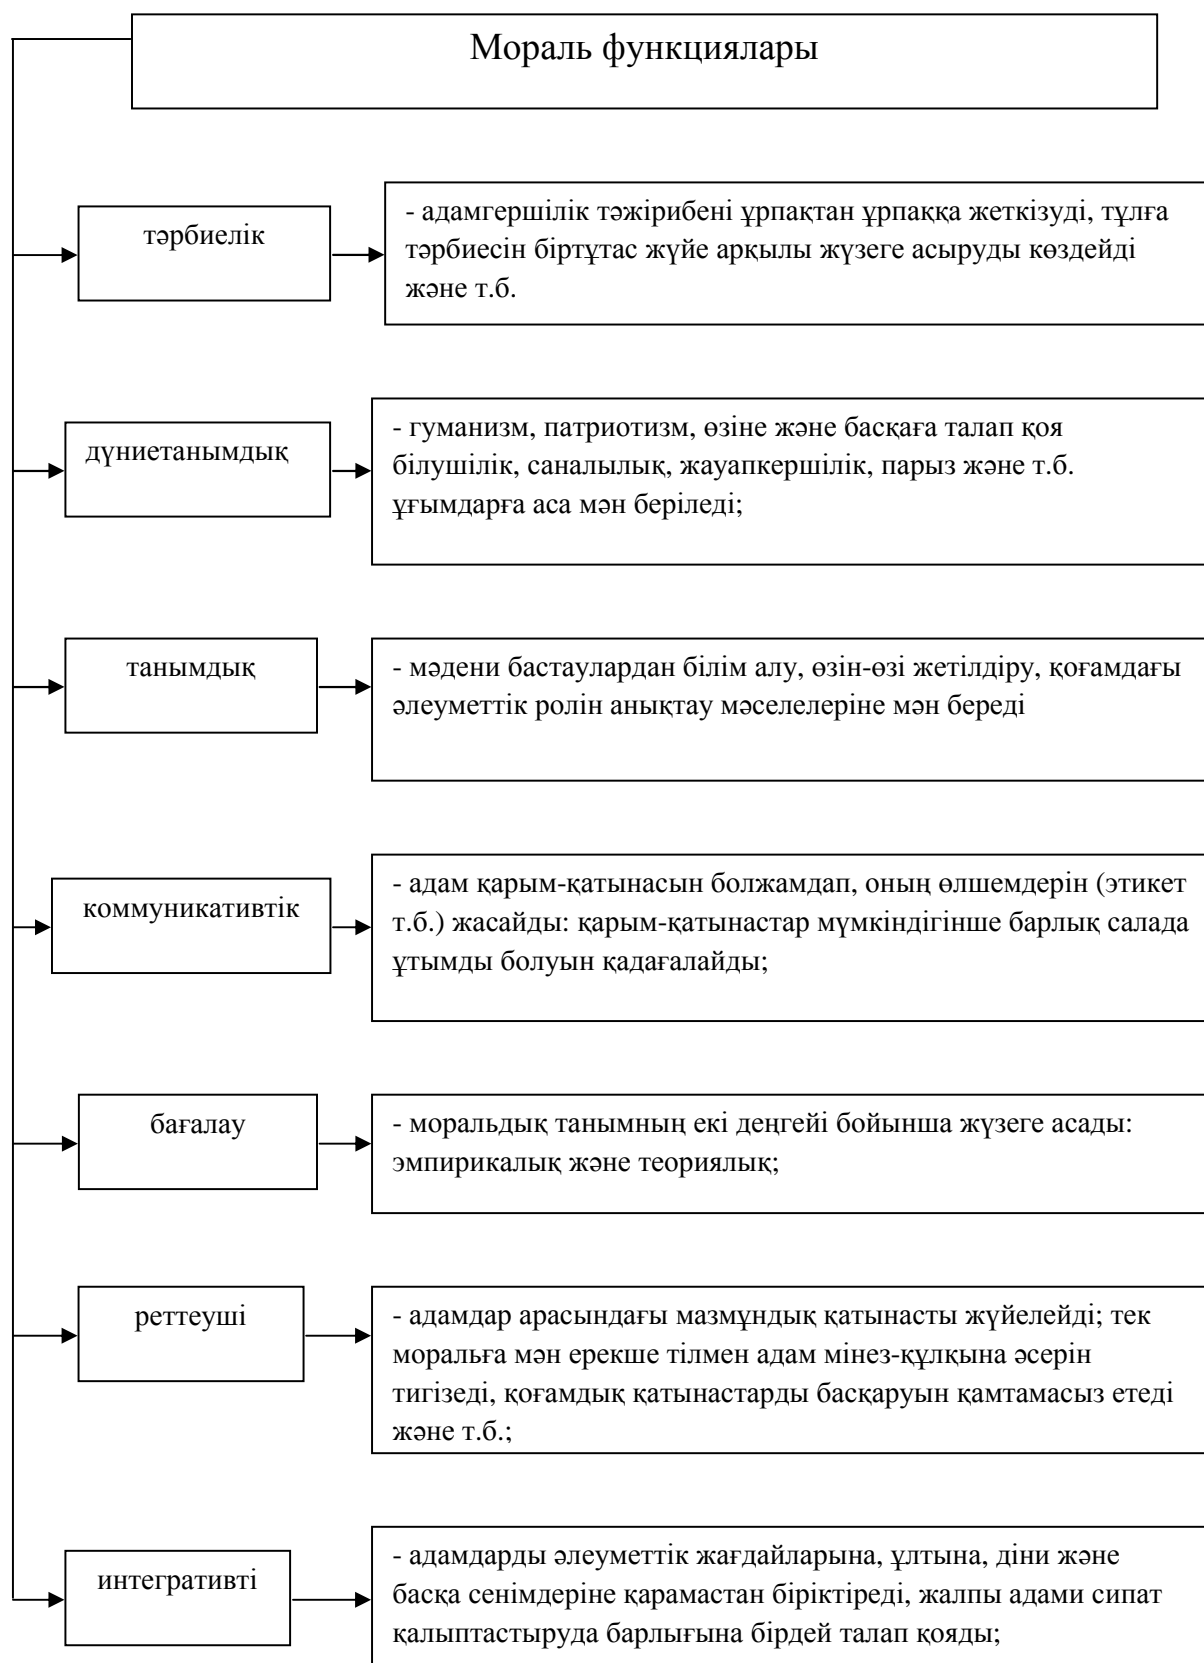 Мораль функциялары
тәрбиелік
- адамгершілік тәжірибені ұрпақтан ұрпаққа жеткізуді, тұлға
тәрбиесін біртұтас жүйе арқылы жүзеге асыруды көздейді
және т.б.
дүниетанымдық
- гуманизм, патриотизм, өзіне және басқаға талап қоя
білушілік, саналылық, жауапкершілік, парыз және т.б.
ұғымдарға аса мән беріледі;
танымдық
- мәдени бастаулардан білім алу, өзін-өзі жетілдіру, қоғамдағы
әлеуметтік ролін анықтау мәселелеріне мән береді
коммуникативтік
- адам қарым-қатынасын болжамдап, оның өлшемдерін (этикет
т.б.) жасайды: қарым-қатынастар мүмкіндігінше барлық салада
ұтымды болуын қадағалайды;
бағалау
- моральдық танымның екі деңгейі бойынша жүзеге асады:
эмпирикалық және теориялық;
реттеуші
- адамдар арасындағы мазмұндық қатынасты жүйелейді; тек
моральға мән ерекше тілмен адам мінез-құлқына әсерін
тигізеді, қоғамдық қатынастарды басқаруын қамтамасыз етеді
және т.б.;
интегративті
- адамдарды әлеуметтік жағдайларына, ұлтына, діни және
басқа сенімдеріне қарамастан біріктіреді, жалпы адами сипат
қалыптастыруда барлығына бірдей талап қояды;